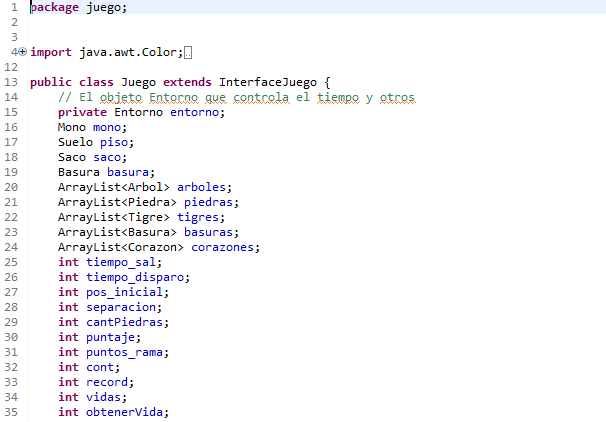 1 package juego;
2
3
4 import java.awt.Color;
12
13 public class Juego extends InterfaceJuego {
14 // El objeto Entorno que controla el tiempo y otros
15 private Entorno entorno;
16 Mono mono;
17 Suelo piso;
18 Saco saco;
19 Basura basura;
20 ArrayList<Arbol> arboles;
21 ArrayList<Piedra> piedras;
22 ArrayList<Tigre> tigres;
23 ArrayList<Basura> basuras;
24 ArrayList<Corazon> corazones;
25 int tiempo_sal;
26 int tiempo_disparo;
27 int pos_inicial;
28 int separacion;
29 int cantPiedras;
30 int puntaje;
31 int puntos_rama;
32 int cont;
33 int record;
34 int vidas;
35 int obtenerVida;